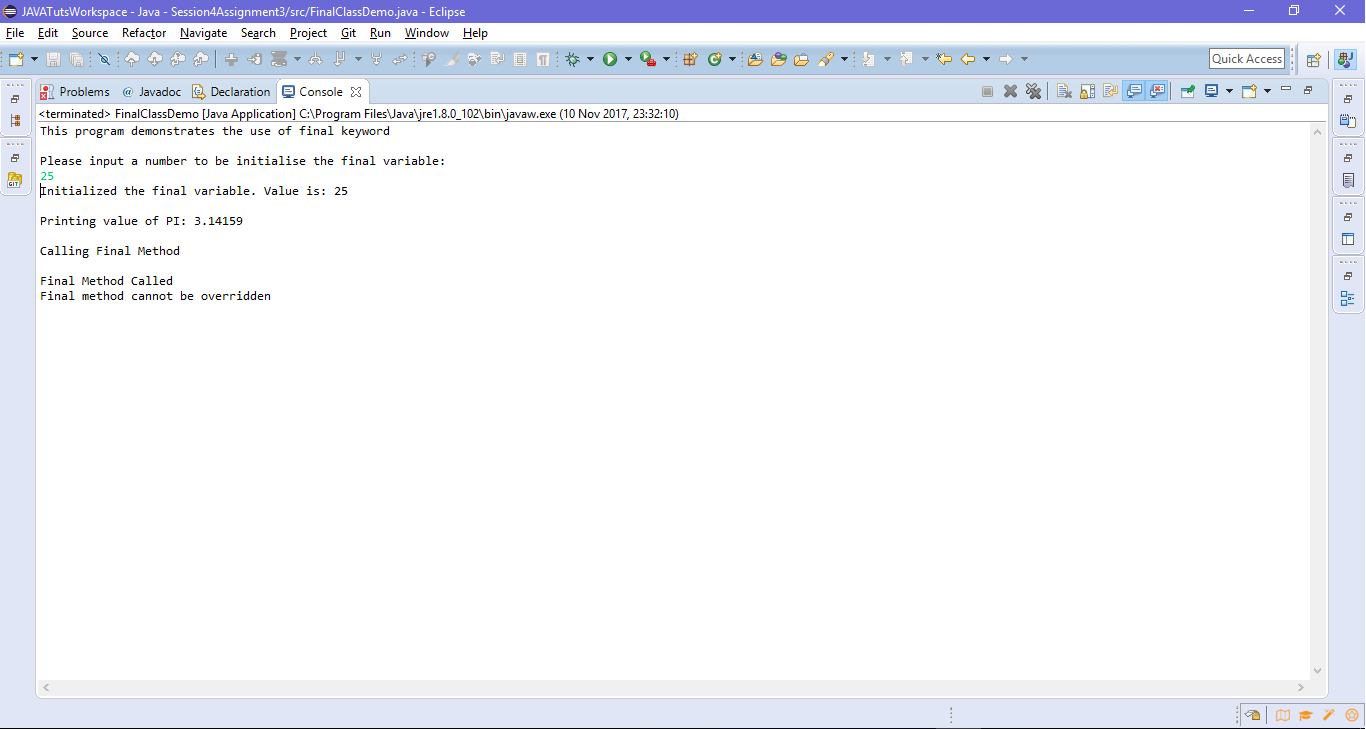 JAVATutsWorkspace - Java - Session4Assignment3/src/FinalClassDemo.java - Eclipse
File Edit Source Refactor Navigate Search Project Git Run Window Help
Quick Access
Problems @ Javadoc Declaration Console
<terminated> FinalClassDemo [Java Application] C:\Program Files\Java\jre1.8.0_102\bin\javaw.exe (10 Nov 2017, 23:32:10)
This program demonstrates the use of final keyword
Please input a number to be initialise the final variable:
25
Initialized the final variable. Value is: 25
Printing value of PI: 3.14159
Calling Final Method
Final Method Called
Final method cannot be overridden
GIT